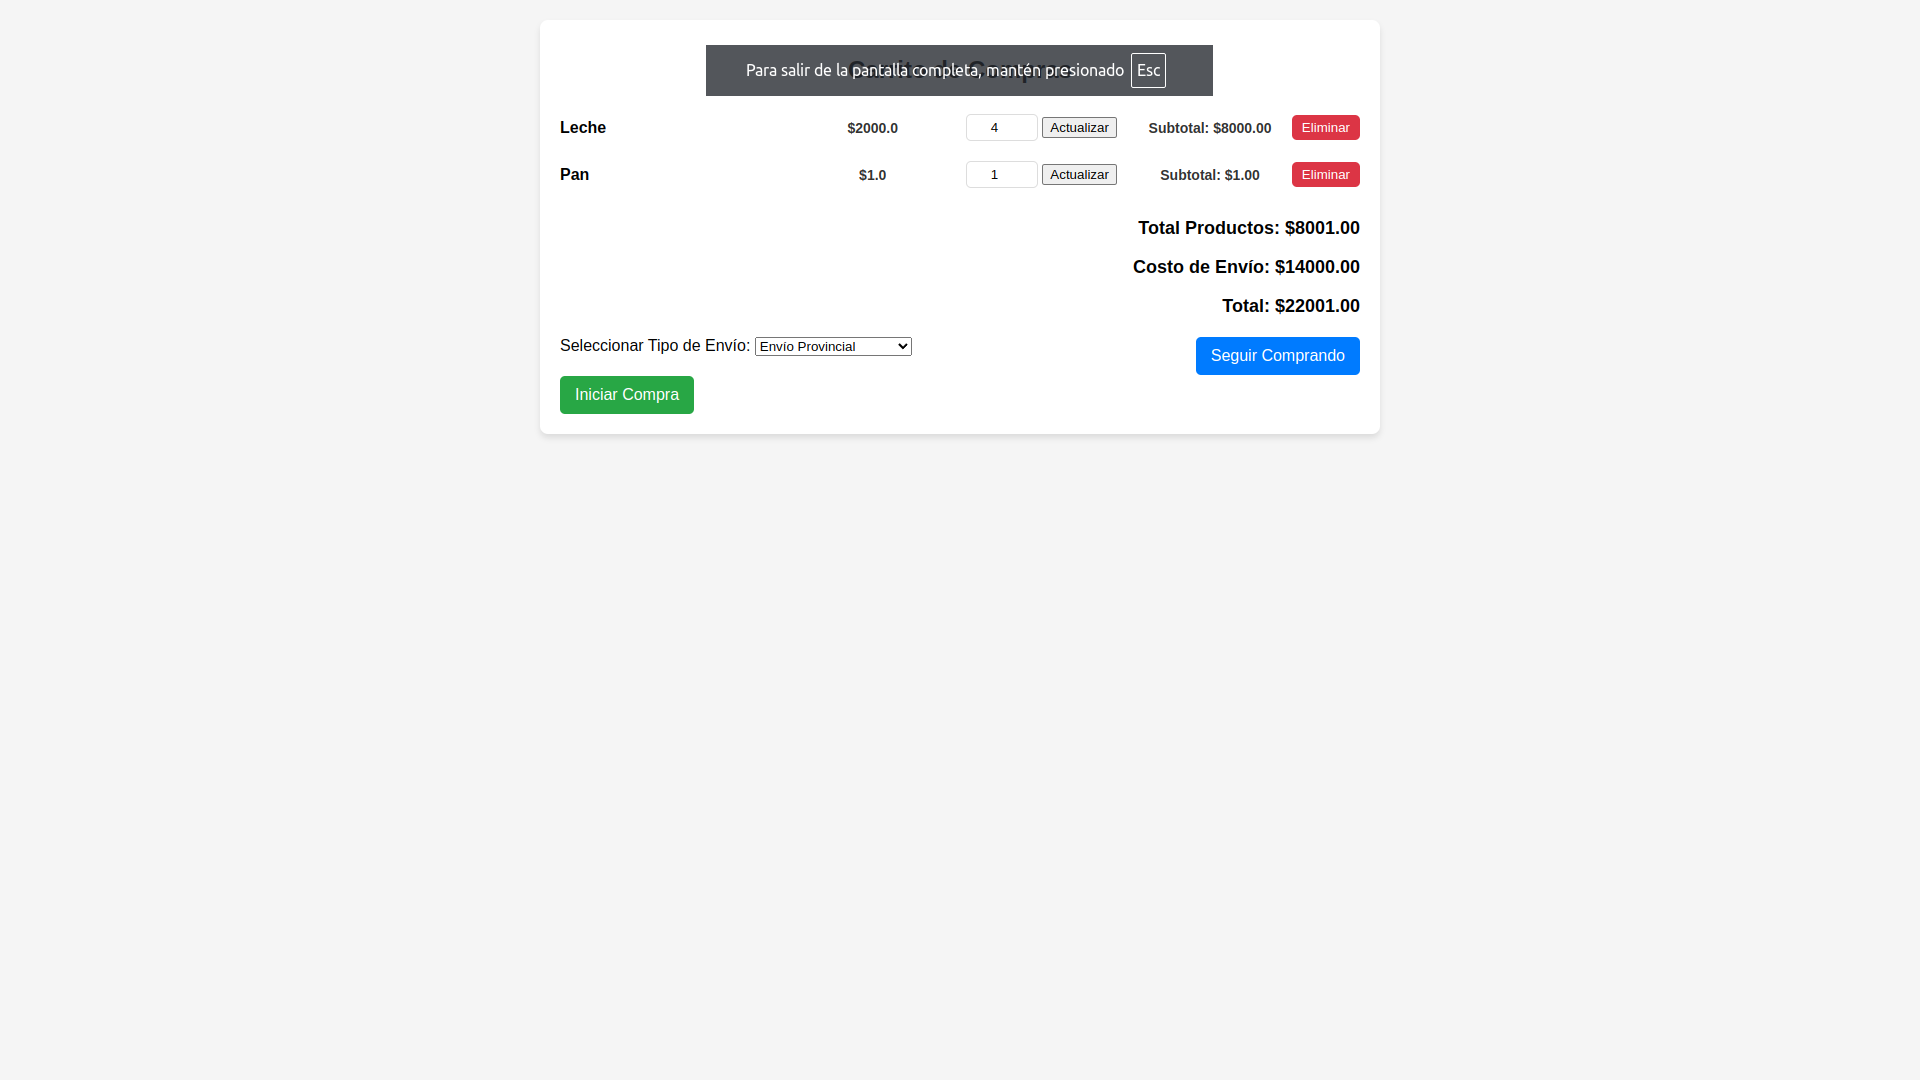 Para salir de la pantalla completa, mantén presionado Esc
Leche $2000.0 4 Actualizar Subtotal: $8000.00 Eliminar
Pan $1.0 1 Actualizar Subtotal: $1.00 Eliminar
Total Productos: $8001.00
Costo de Envío: $14000.00
Total: $22001.00
Seleccionar Tipo de Envío: Envío Provincial
Seguir Comprando
Iniciar Compra